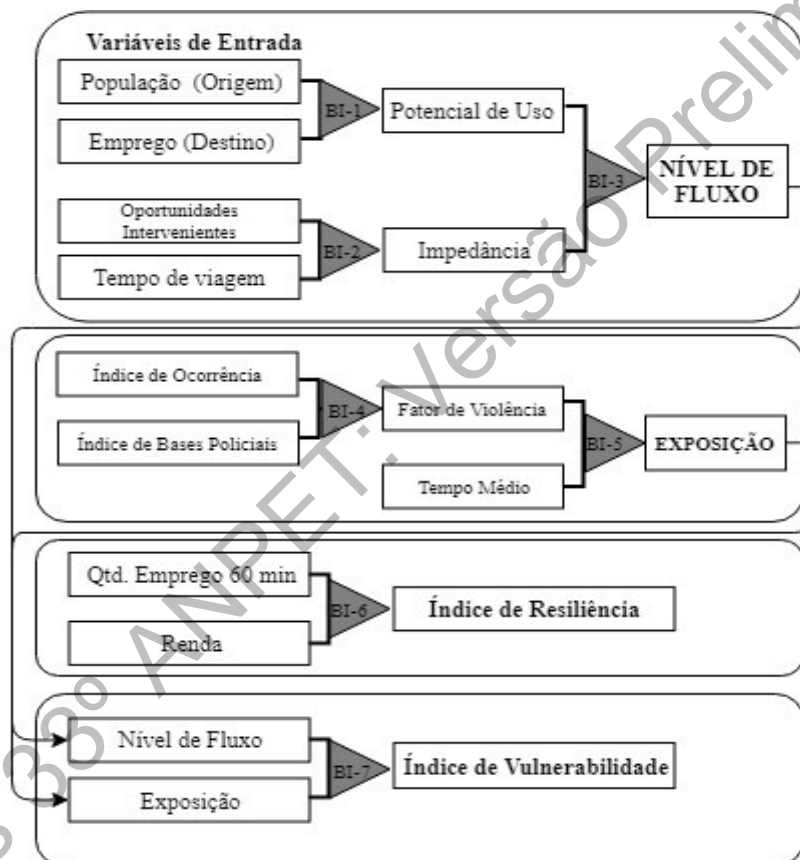 Variáveis de Entrada
População (Origem)
BI-1
Potencial de Uso
Emprego (Destino)
BI-3
NÍVEL DE
FLUXO
Oportunidades
Intervenientes
BI-2
Impedância
Tempo de viagem
Índice de Ocorrência
BI-4
Fator de Violência
Índice de Bases Policiais
BI-5
EXPOSIÇÃO
Tempo Médio
Qtd. Emprego 60 min
BI-6
Índice de Resiliência
Renda
Nível de Fluxo
BI-7
Índice de Vulnerabilidade
Exposição
38º ANPET: Versão Prelim